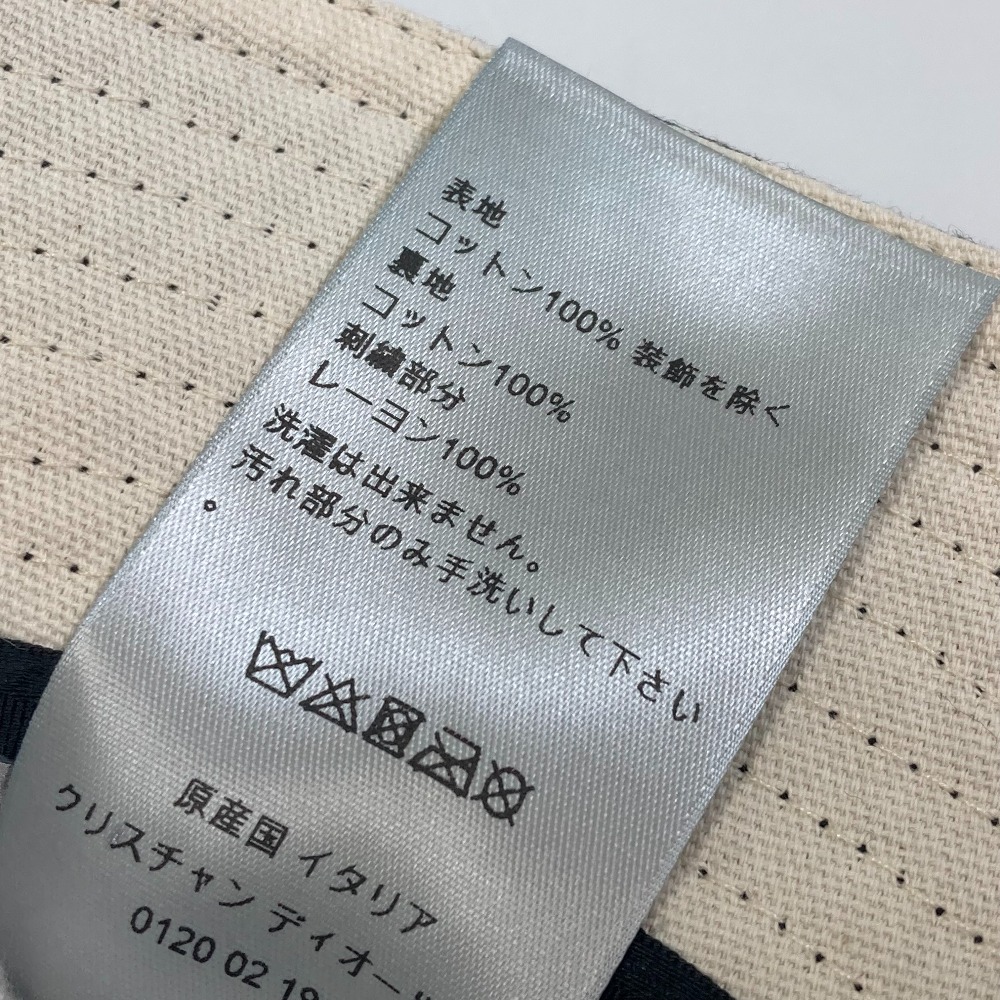 表地
コットン100% 装飾を除く
裏地
コットン100%
刺繍部分
レーヨン100%
洗濯は出来ません。
汚れ部分のみ手洗いして下さい
。
原産国 イタリア
クリスチャン ディオール
0120 02 19